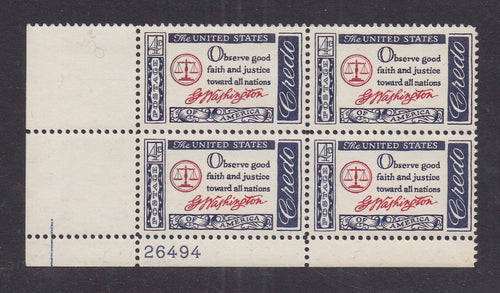 The UNITED STATES
4¢
POSTAGE
Observe good
faith and justice
toward all nations
G Washington
Credo
OF AMERICA
The UNITED STATES
4¢
POSTAGE
Observe good
faith and justice
toward all nations
G Washington
Credo
OF AMERICA
The UNITED STATES
4¢
POSTAGE
Observe good
faith and justice
toward all nations
G Washington
Credo
OF AMERICA
The UNITED STATES
4¢
POSTAGE
Observe good
faith and justice
toward all nations
G Washington
Credo
OF AMERICA
26494